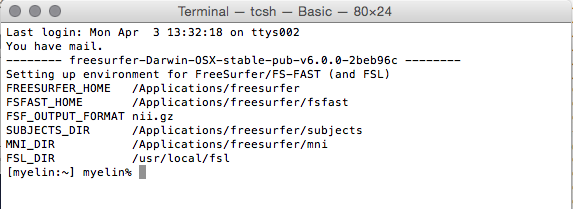 Terminal — tcsh — Basic — 80×24
Last login: Mon Apr  3 13:32:18 on ttys002
You have mail.
-------- freesurfer-Darwin-OSX-stable-pub-v6.0.0-2beb96c --------
Setting up environment for FreeSurfer/FS-FAST (and FSL)
FREESURFER_HOME   /Applications/freesurfer
FSFAST_HOME       /Applications/freesurfer/fsfast
FSF_OUTPUT_FORMAT nii.gz
SUBJECTS_DIR      /Applications/freesurfer/subjects
MNI_DIR           /Applications/freesurfer/mni
FSL_DIR           /usr/local/fsl
[myelin:~] myelin%